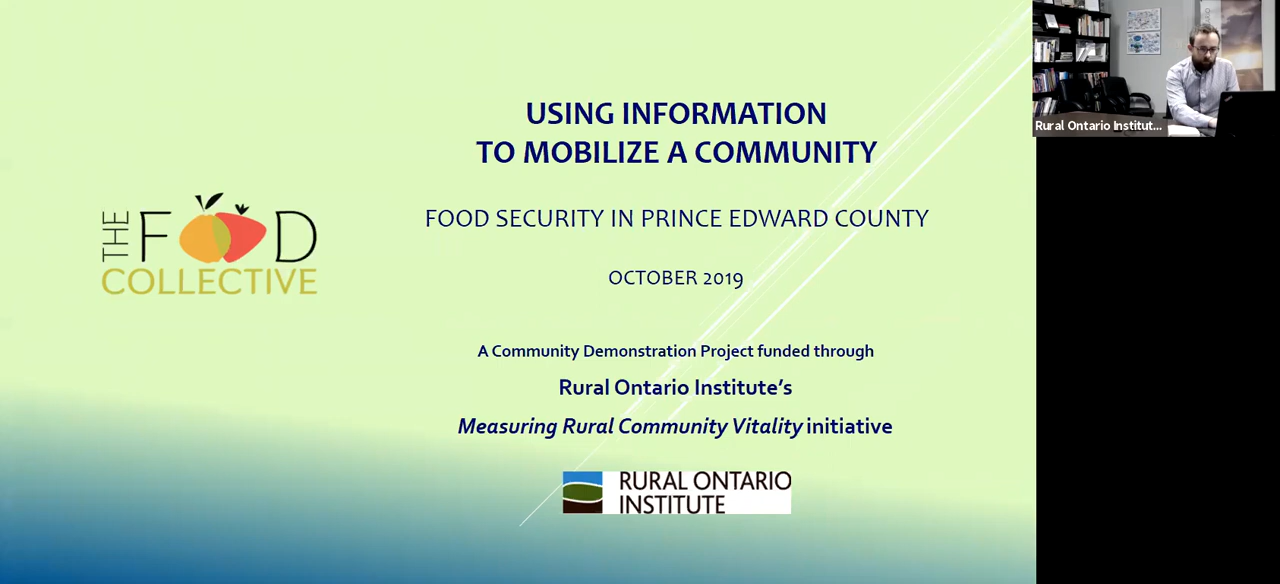 USING INFORMATION
TO MOBILIZE A COMMUNITY
FOOD SECURITY IN PRINCE EDWARD COUNTY
OCTOBER 2019
THE FOOD
COLLECTIVE
A Community Demonstration Project funded through
Rural Ontario Institute's
Measuring Rural Community Vitality initiative
RURAL ONTARIO
INSTITUTE
Rural Ontario Institut...